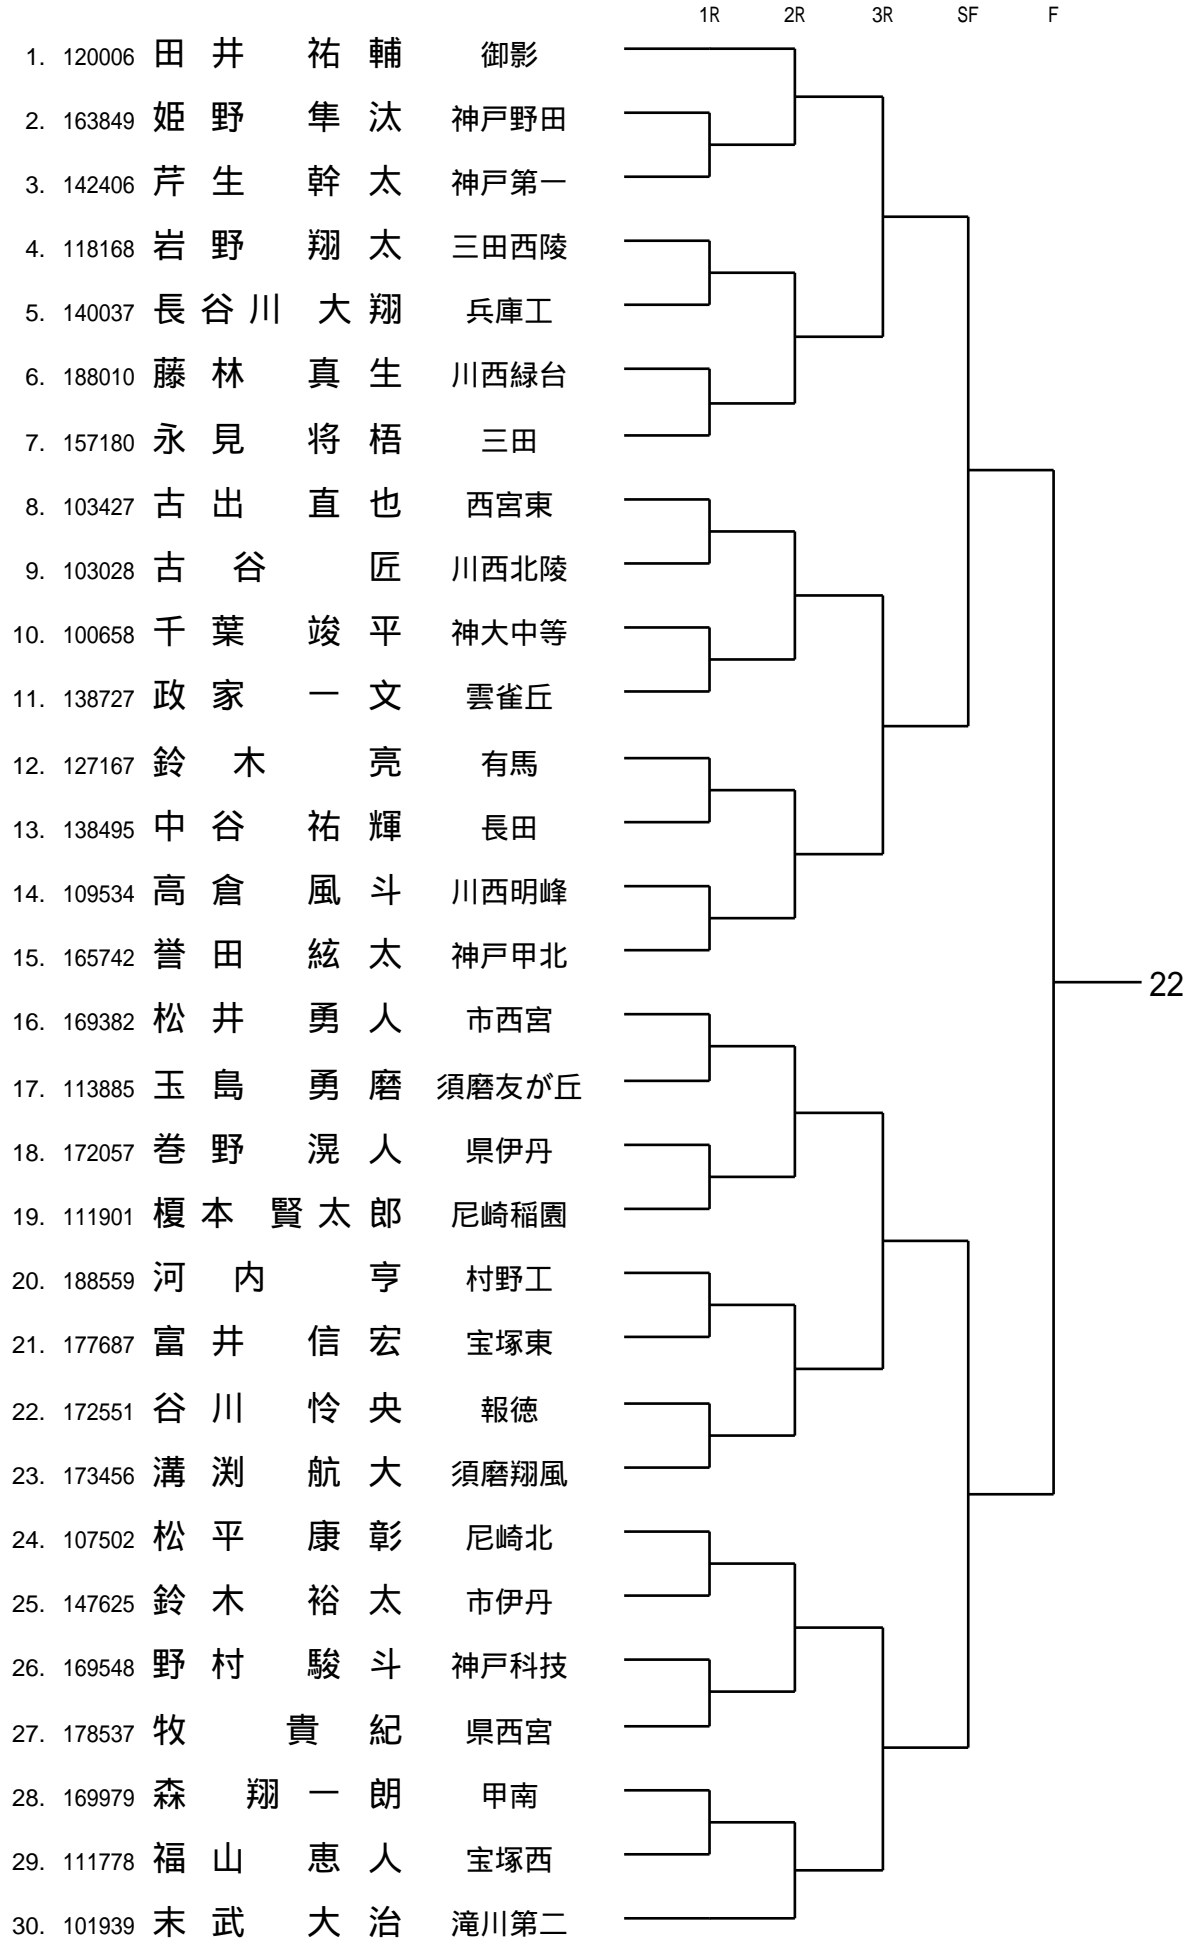 1R 2R 3R SF F
1. 120006 田井 祐輔 御影
2. 163849 姫野 隼汰 神戸野田
3. 142406 芹生 幹太 神戸第一
4. 118168 岩野 翔太 三田西陵
5. 140037 長谷川 大翔 兵庫工
6. 188010 藤林 真生 川西緑台
7. 157180 永見 将梧 三田
8. 103427 古出 直也 西宮東
9. 103028 古谷 匠 川西北陵
10. 100658 千葉 竣平 神大中等
11. 138727 政家 一文 雲雀丘
12. 127167 鈴木 亮 有馬
13. 138495 中谷 祐輝 長田
14. 109534 高倉 風斗 川西明峰
15. 165742 誉田 絃太 神戸甲北
22
16. 169382 松井 勇人 市西宮
17. 113885 玉島 勇磨 須磨友が丘
18. 172057 巻野 滉人 県伊丹
19. 111901 榎本 賢太郎 尼崎稲園
20. 188559 河内 亨 村野工
21. 177687 富井 信宏 宝塚東
22. 172551 谷川 怜央 報徳
23. 173456 溝渕 航大 須磨翔風
24. 107502 松平 康彰 尼崎北
25. 147625 鈴木 裕太 市伊丹
26. 169548 野村 駿斗 神戸科技
27. 178537 牧 貴紀 県西宮
28. 169979 森 翔一朗 甲南
29. 111778 福山 恵人 宝塚西
30. 101939 末武 大治 滝川第二